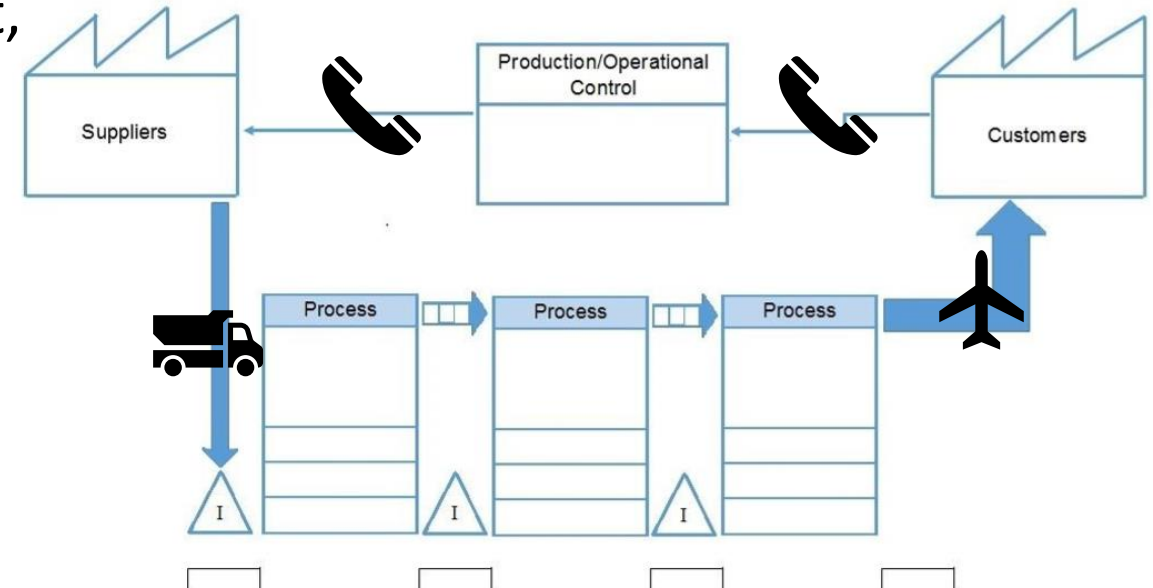 t,
Production/Operational
Control
Suppliers
Customers
Process
Process
Process
I
I
I